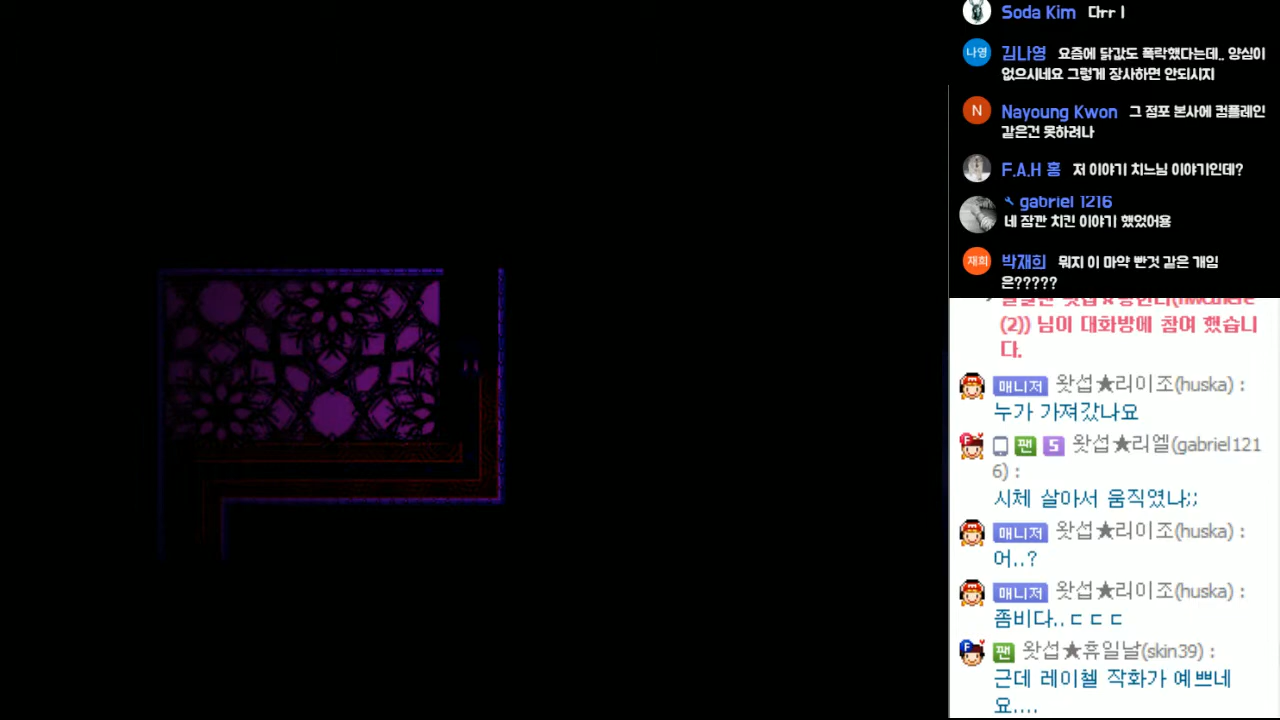 Soda Kim 다ㅏㅣ
김나영 요즘에 닭값도 폭락했다는데.. 양심이
없으시네요 그렇게 장사하면 안되시지
Nayoung Kwon 그 점포 본사에 컴플레인
같은건 못하려나
F.A.H 홍 저 이야기 치느님 이야기인데?
gabriel 1216
네 잠깐 치킨 이야기 했었어용
박재희 뭐지 이 마약 빤것 같은 게임
은?????
(2)) 님이 대화방에 참여 했습니
다.
매니저 왓섭★리이조(huska) :
누가 가져갔나요
팬 S 왓섭★리엘(gabriel121
6) :
시체 살아서 움직였나;;
매니저 왓섭★리이조(huska) :
어..?
매니저 왓섭★리이조(huska) :
좀비다..ㄷㄷㄷ
팬 왓섭★휴일날(skin39) :
근데 레이첼 작화가 예쁘네
요....